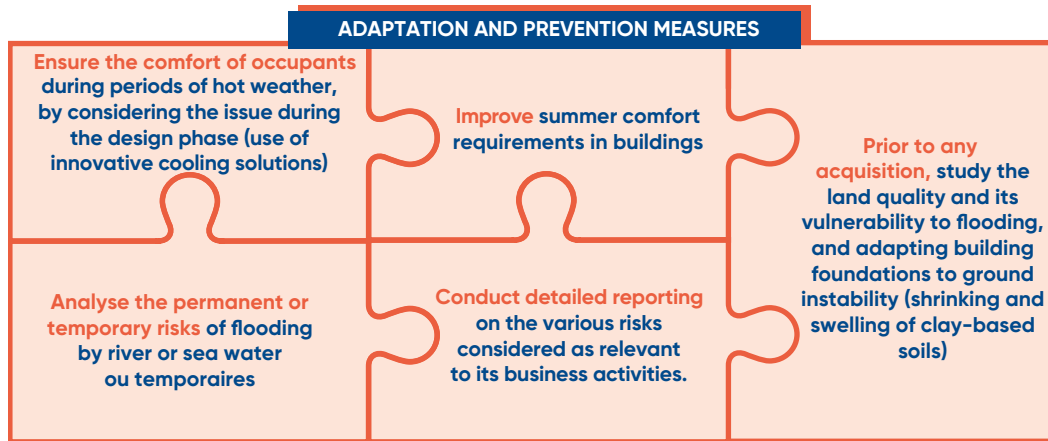 ADAPTATION AND PREVENTION MEASURES
Ensure the comfort of occupants
during periods of hot weather,
by considering the issue during
the design phase (use of
innovative cooling solutions)
Improve summer comfort
requirements in buildings
Prior to any
acquisition, study the
land quality and its
vulnerability to flooding,
and adapting building
foundations to ground
instability (shrinking and
swelling of clay-based
soils)
Analyse the permanent or
temporary risks of flooding
by river or sea water
ou temporaires
Conduct detailed reporting
on the various risks
considered as relevant
to its business activities.